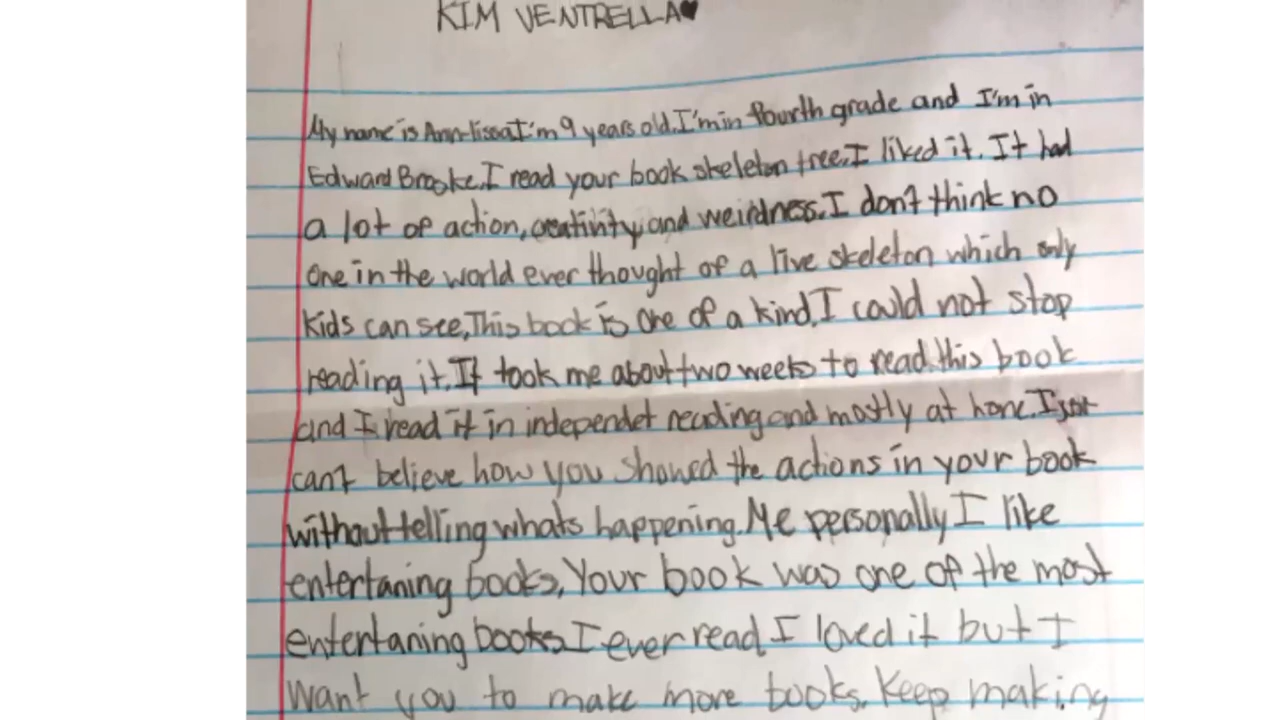 KIM VENTRELLA♥
My name is Ann-lissa I'm 9 years old. I'm in fourth grade and I'm in
Edward Brooke. I read your book skeleton tree. I liked it. It had
a lot of action, creativity and weirdness. I don't think no
one in the world ever thought of a live skeleton which only
kids can see, This book is one of a kind, I could not stop
reading it. It took me about two weeks to read this book
and I read it in independet reading and mostly at home. I just
can't believe how you showed the actions in your book
without telling whats happening. Me personally I like
entertaning books, Your book was one of the most
entertaning books I ever read I loved it but I
want you to make more books. Keep making